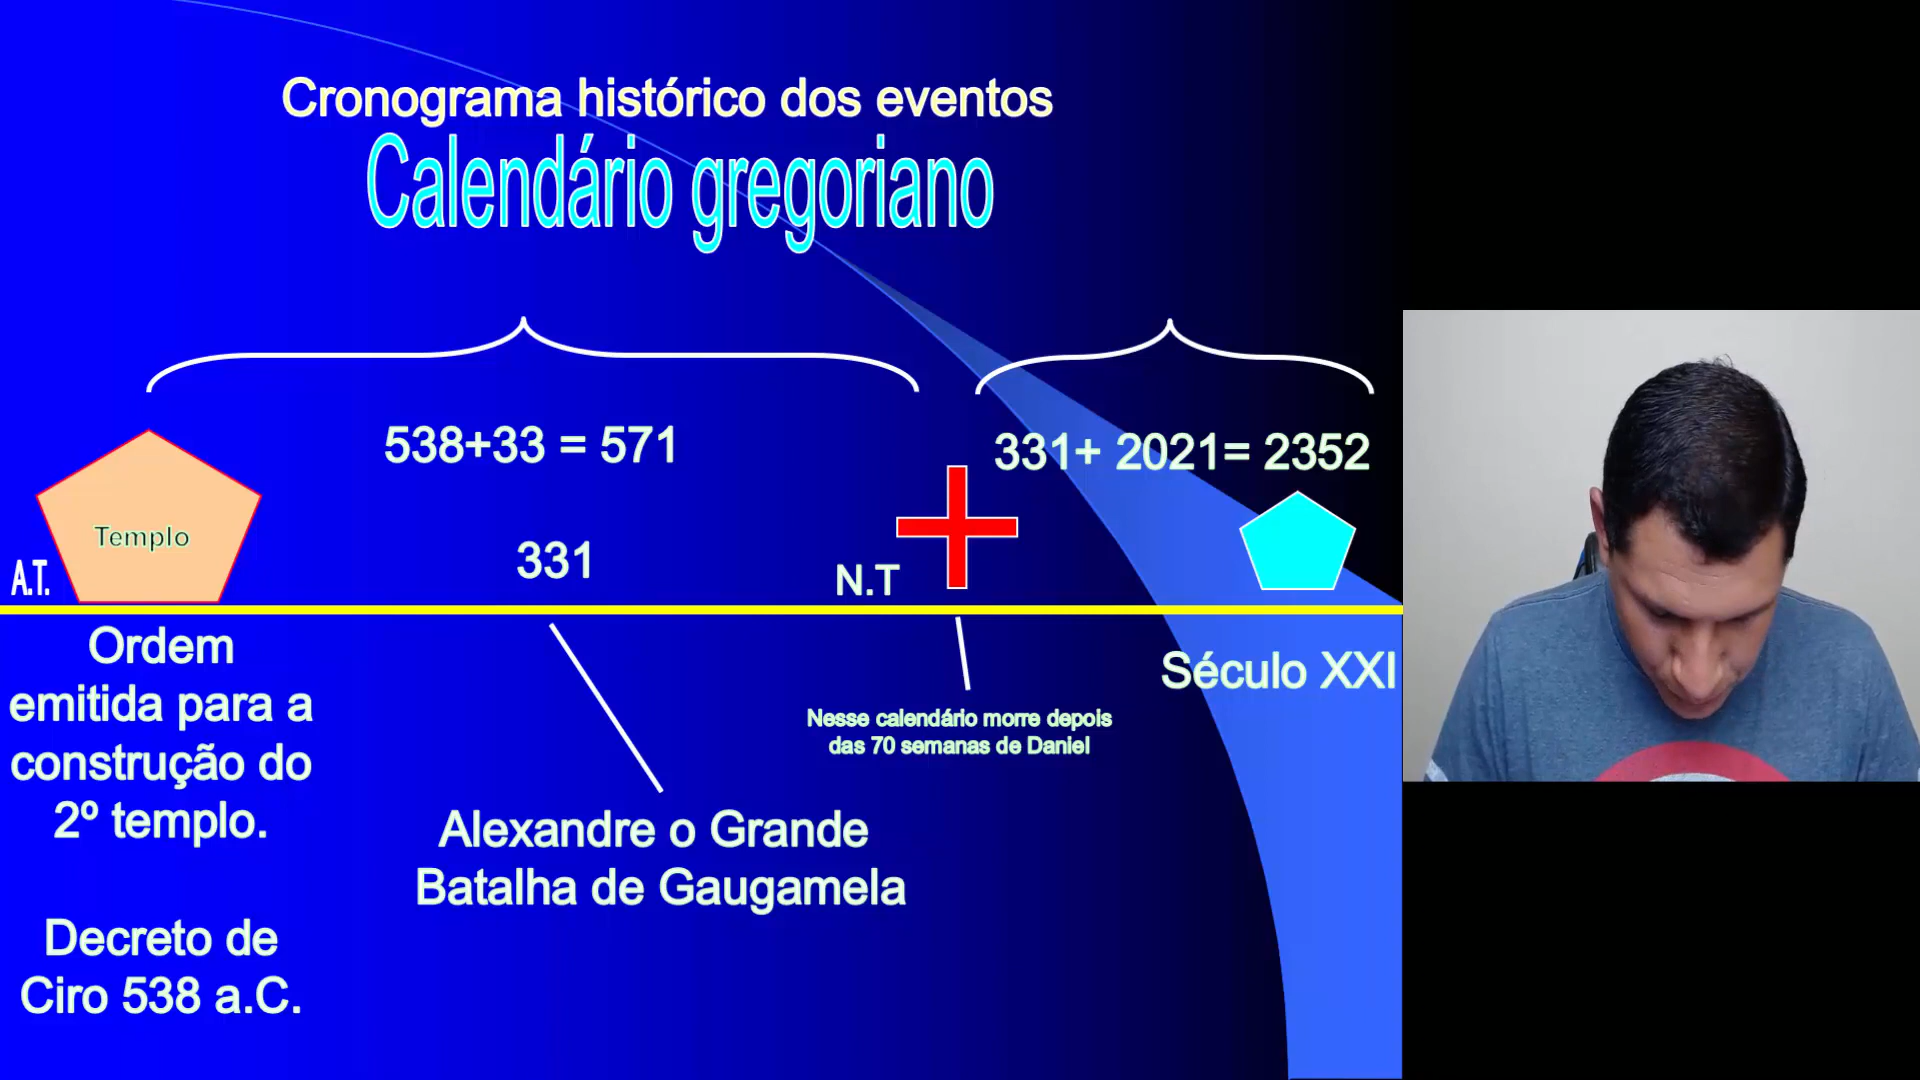 Cronograma histórico dos eventos
Calendário gregoriano
538+33 = 571
331+ 2021= 2352
Templo
A.T.
331
N.T
Ordem
emitida para a
construção do
2º templo.
Decreto de
Ciro 538 a.C.
Alexandre o Grande
Batalha de Gaugamela
Nesse calendário morre depois
das 70 semanas de Daniel
Século XXI